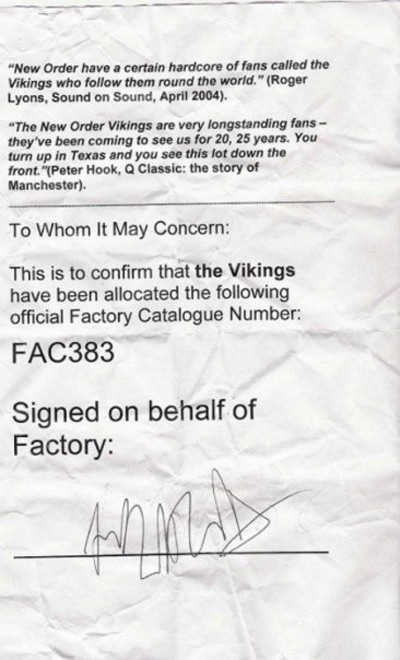 “New Order have a certain hardcore of fans called the
Vikings who follow them round the world.” (Roger
Lyons, Sound on Sound, April 2004).
“The New Order Vikings are very longstanding fans –
they’ve been coming to see us for 20, 25 years. You
turn up in Texas and you see this lot down the
front.”(Peter Hook, Q Classic: the story of
Manchester).
To Whom It May Concern:
This is to confirm that the Vikings
have been allocated the following
official Factory Catalogue Number:
FAC383
Signed on behalf of
Factory: